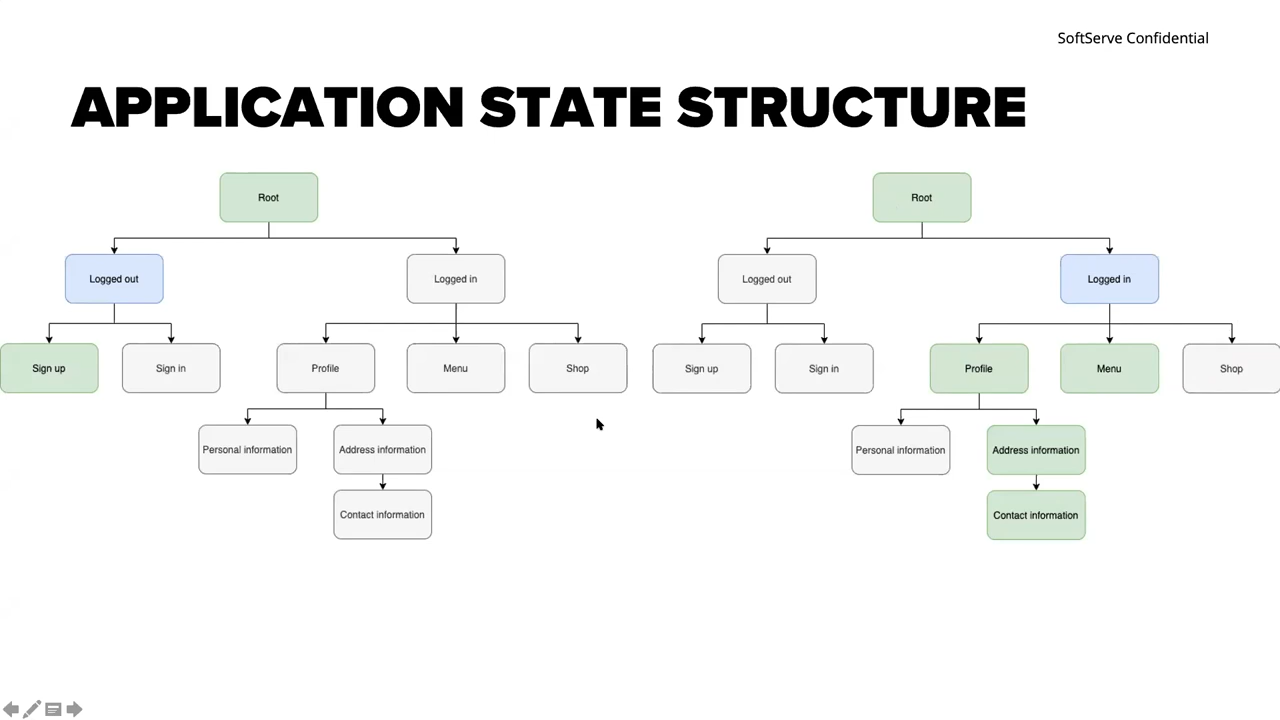 SoftServe Confidential
APPLICATION STATE STRUCTURE
Root
Logged out
Logged in
Sign up
Sign in
Profile
Menu
Shop
Personal information
Address information
Contact information
Root
Logged out
Logged in
Sign up
Sign in
Profile
Menu
Shop
Personal information
Address information
Contact information